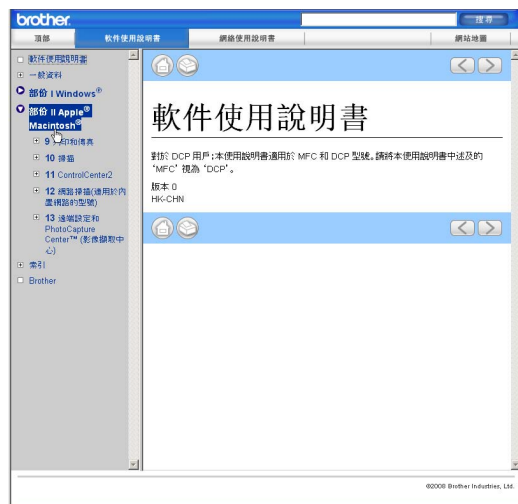 brother.
搜尋
頂部
軟件使用說明書
網絡使用說明書
網站地圖
軟件使用說明書
一般資料
部份 I Windows®
部份 II Apple®
Macintosh®
9 列印和傳真
10 掃描
11 ControlCenter2
12 網路掃描(適用於內
置網路的型號)
13 遠端設定和
PhotoCapture
Center™ (影像擷取中
心)
索引
Brother
軟件使用說明書
對於 DCP 用戶:本使用說明書適用於 MFC 和 DCP 型號。請將本使用說明書中述及的
'MFC' 視為 'DCP'。
版本 0
HK-CHN
©2008 Brother Industries, Ltd.